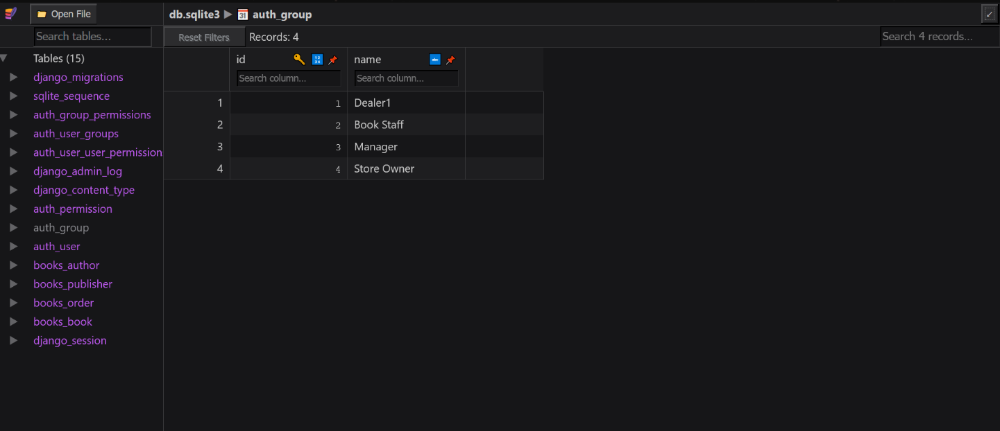 Open File
db.sqlite3 ▶ auth_group
Search tables...
Reset Filters Records: 4
Search 4 records...
Tables (15)
django_migrations
sqlite_sequence
auth_group_permissions
auth_user_groups
auth_user_user_permission
django_admin_log
django_content_type
auth_permission
auth_group
auth_user
books_author
books_publisher
books_order
books_book
django_session
id name
Search column... Search column...
1 1 Dealer1
2 2 Book Staff
3 3 Manager
4 4 Store Owner